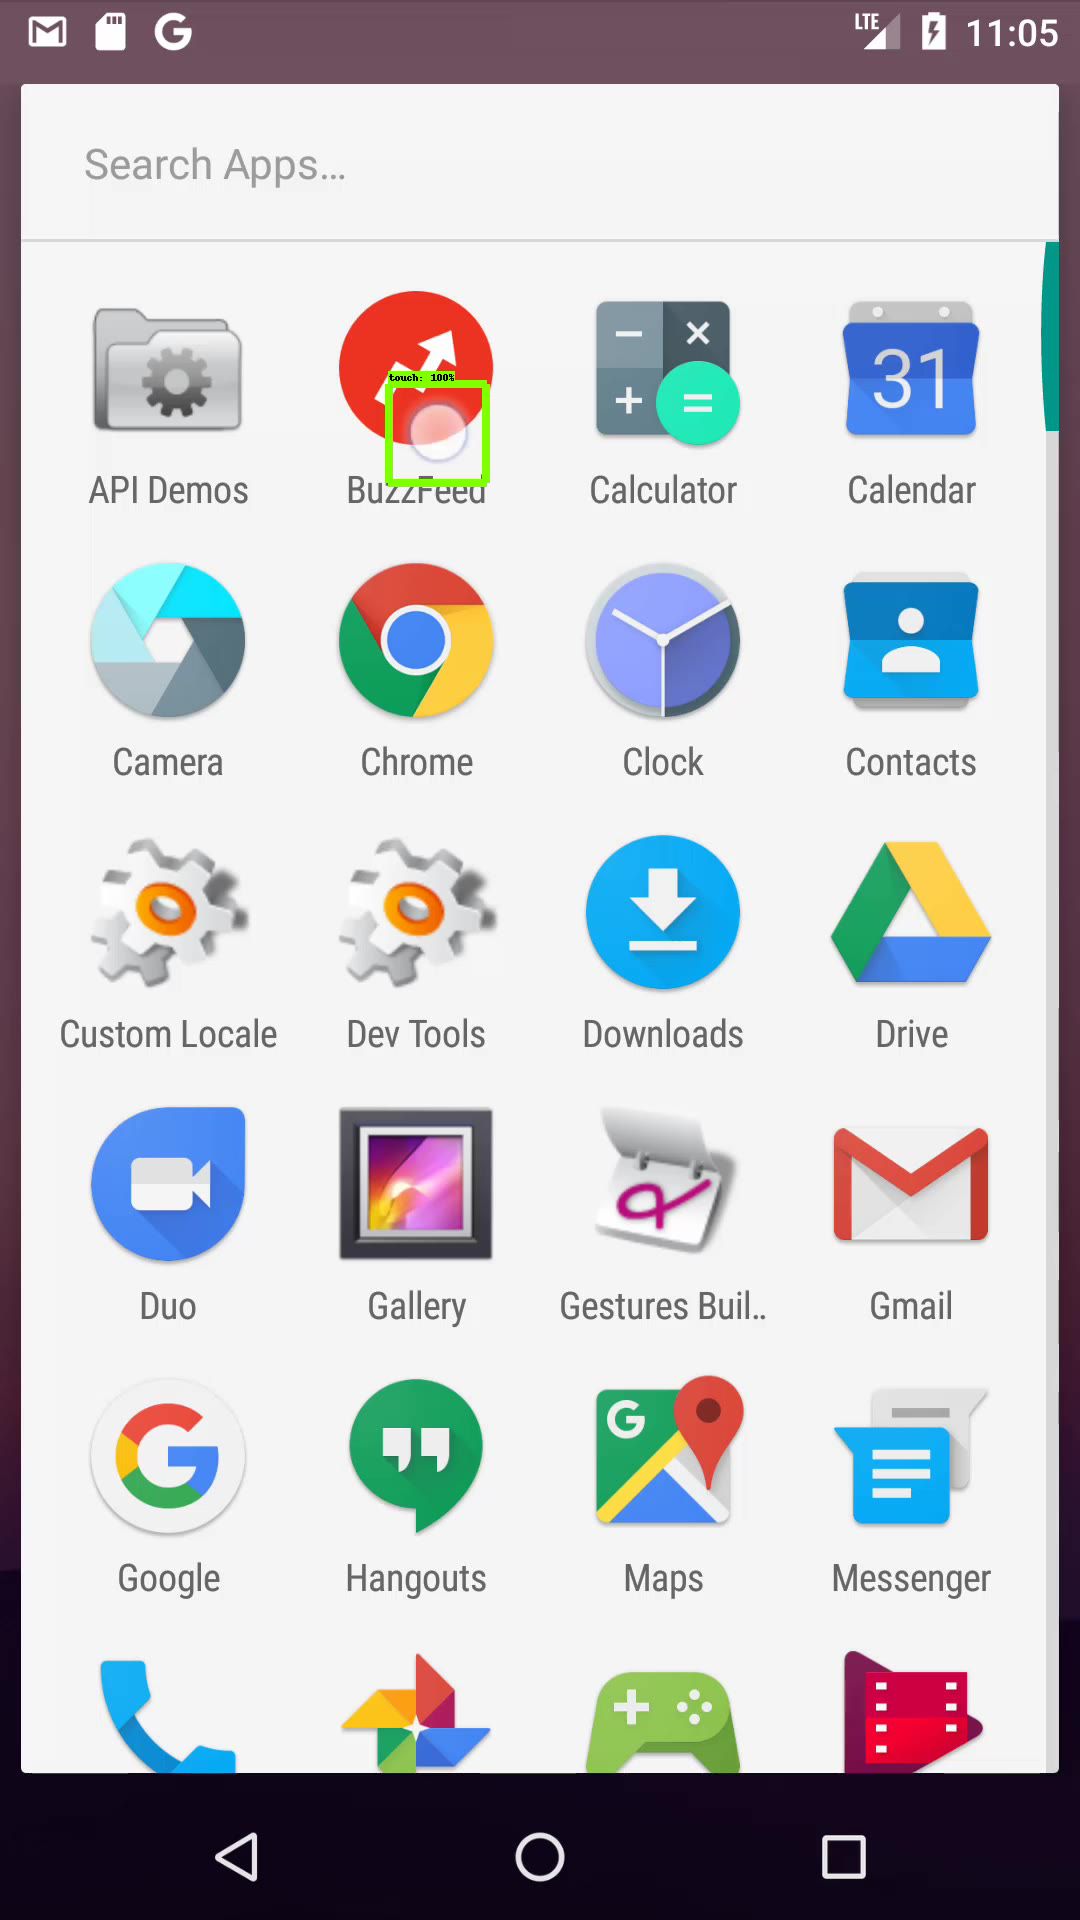 LTE 11:05
Search Apps…
31
touch: 100%
API Demos BuzzFeed Calculator Calendar
Camera Chrome Clock Contacts
Custom Locale Dev Tools Downloads Drive
Duo Gallery Gestures Buil.. Gmail
Google Hangouts Maps Messenger